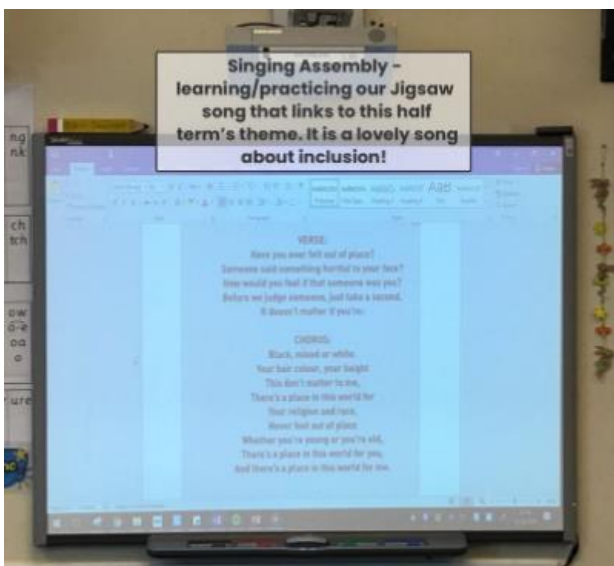 Singing Assembly -
learning/practicing our Jigsaw
song that links to this half
term's theme. It is a lovely song
about inclusion!
ng
nk
ch
tch
ow
o-e
oa
o
ure
VERSE:
Have you ever felt out of place?
Someone said something hurtful to your face?
How would you feel if that someone was you?
Before we judge someone, just take a second,
It doesn't matter if you're:
CHORUS:
Black, mixed or white,
Your hair colour, your height
This don't matter to me,
There's a place in this world for
Your religion and race,
Never feel out of place
Whether you're young or you're old,
There's a place in this world for you,
And there's a place in this world for me.